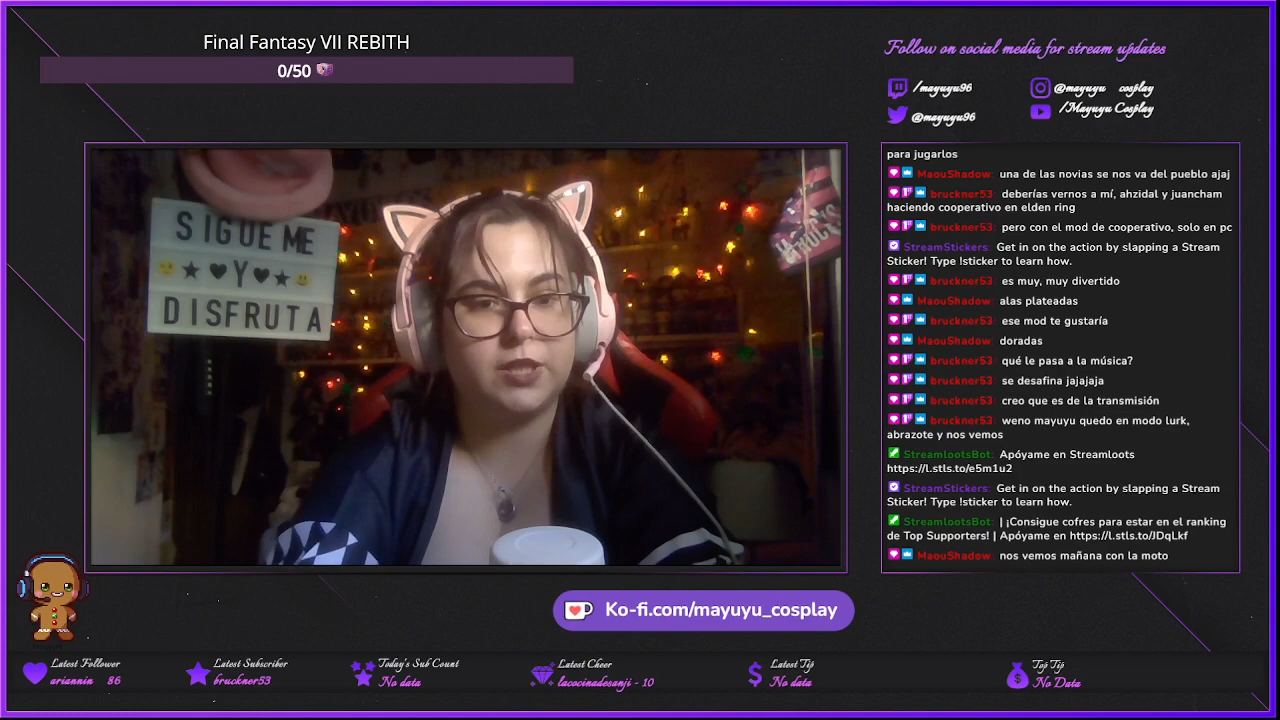 Final Fantasy VII REBITH
0/50
Follow on social media for stream updates
/mayuyu96
@mayuyu cosplay
@mayuyu96
/Mayuyu Cosplay
SIGUEME
Y
DISFRUTA
para jugarlos
MaouShadow: una de las novias se nos va del pueblo ajaj
bruckner53: deberías vernos a mí, ahzidal y juancham
haciendo cooperativo en elden ring
bruckner53: pero con el mod de cooperativo, solo en pc
StreamStickers: Get in on the action by slapping a Stream
Sticker! Type !sticker to learn how.
bruckner53: es muy, muy divertido
MaouShadow: alas plateadas
bruckner53: ese mod te gustaría
MaouShadow: doradas
bruckner53: qué le pasa a la música?
bruckner53: se desafina jajajaja
bruckner53: creo que es de la transmisión
bruckner53: weno mayuyu quedo en modo lurk,
abrazote y nos vemos
StreamlootsBot: Apóyame en Streamloots
https://l.stls.to/e5m1u2
StreamStickers: Get in on the action by slapping a Stream
Sticker! Type !sticker to learn how.
StreamlootsBot: | ¡Consigue cofres para estar en el ranking
de Top Supporters! | Apóyame en https://l.stls.to/JDqLkf
MaouShadow: nos vemos mañana con la moto
Ko-fi.com/mayuyu_cosplay
Latest Follower
ariannin 86
Latest Subscriber
bruckner53
Today's Sub Count
No data
Latest Cheer
lacocinadesanji - 10
Latest Tip
No data
Top Tip
No Data